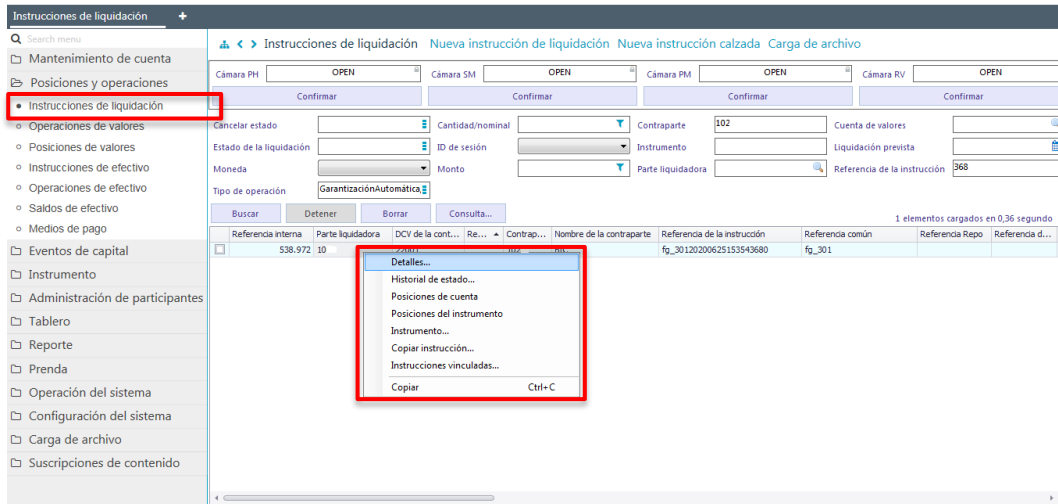 Instrucciones de liquidación +
Search menu
Mantenimiento de cuenta
Posiciones y operaciones
Instrucciones de liquidación
Operaciones de valores
Posiciones de valores
Instrucciones de efectivo
Operaciones de efectivo
Saldos de efectivo
Medios de pago
Eventos de capital
Instrumento
Administración de participantes
Tablero
Reporte
Prenda
Operación del sistema
Configuración del sistema
Carga de archivo
Suscripciones de contenido
Instrucciones de liquidación Nueva instrucción de liquidación Nueva instrucción calzada Carga de archivo
Cámara PH OPEN Cámara SM OPEN Cámara PM OPEN Cámara RV OPEN
Confirmar Confirmar Confirmar Confirmar
Cancelar estado Cantidad/nominal Contraparte 102 Cuenta de valores
Estado de la liquidación ID de sesión Instrumento Liquidación prevista
Moneda Monto Parte liquidadora Referencia de la instrucción 368
Tipo de operación GarantizaciónAutomática,
Buscar Detener Borrar Consulta...
1 elementos cargados en 0,36 segundo
Referencia interna Parte liquidadora DCV de la cont... Re... Contrap... Nombre de la contraparte Referencia de la instrucción Referencia común Referencia Repo Referencia d...
538.972 10 fg_30120200625153543680 fg_301
Detalles...
Historial de estado...
Posiciones de cuenta
Posiciones del instrumento
Instrumento...
Copiar instrucción...
Instrucciones vinculadas...
Copiar Ctrl+C